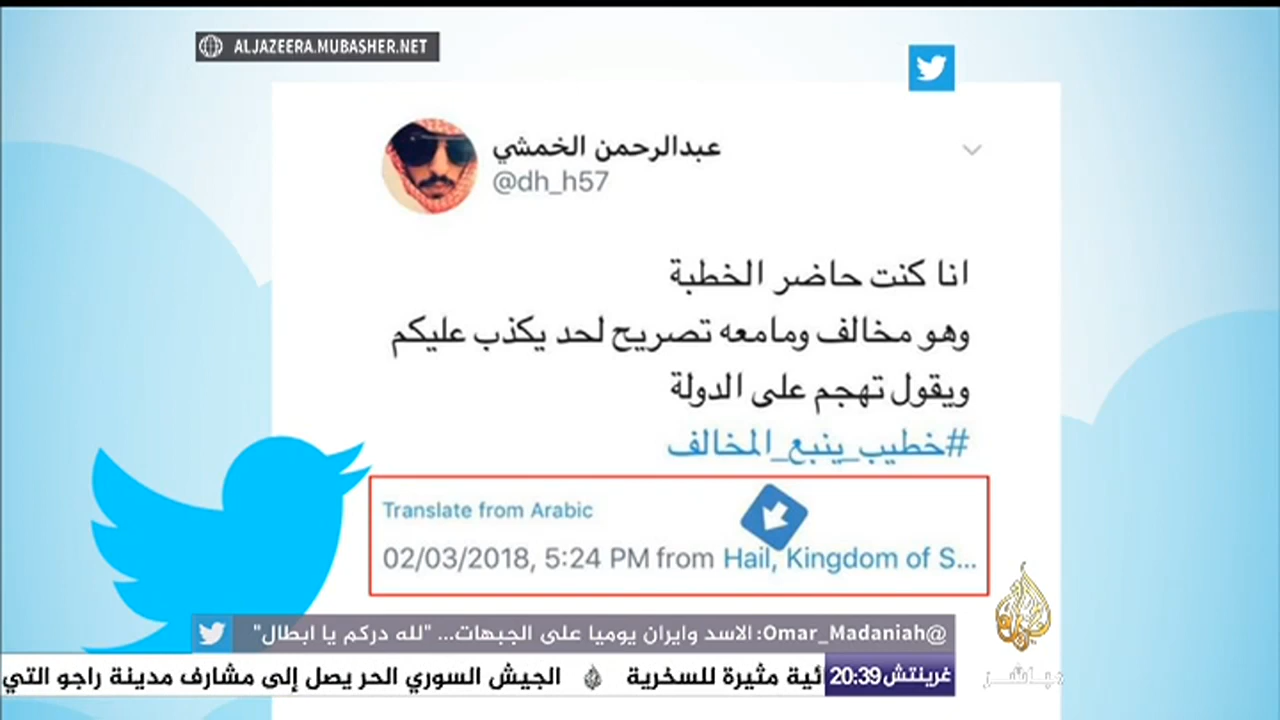 ALJAZEERA.MUBASHER.NET
عبدالرحمن الخمشي
@dh_h57
انا كنت حاضر الخطبة
وهو مخالف ومامعه تصريح لحد يكذب عليكم
ويقول تهجم على الدولة
#خطيب_ينبع_المخالف
Translate from Arabic
02/03/2018, 5:24 PM from Hail, Kingdom of S...
@Omar_Madaniah: الاسد وايران يوميا على الجبهات... "لله دركم يا ابطال"
غرينتش 20:39
ئية مثيرة للسخرية الجيش السوري الحر يصل إلى مشارف مدينة راجو التي
مباشر